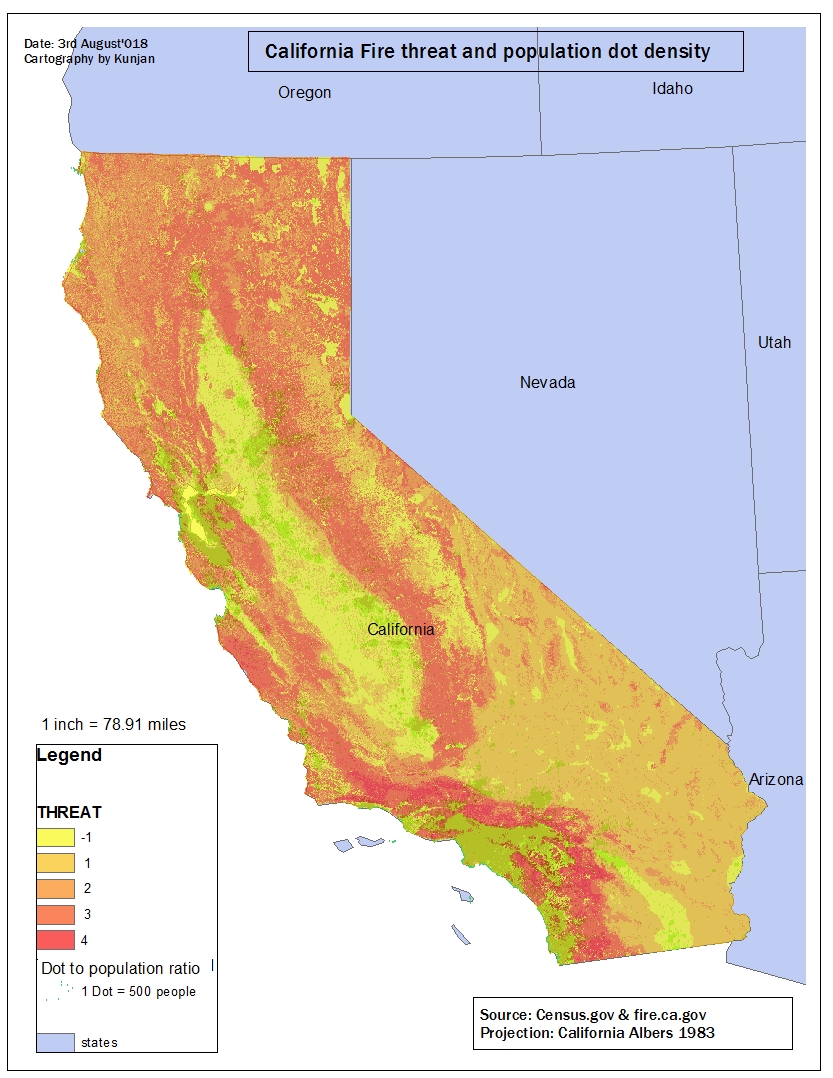 Date: 3rd August'018
Cartography by Kunjan
California Fire threat and population dot density
Oregon
Idaho
Utah
Nevada
California
Arizona
1 inch = 78.91 miles
Legend
THREAT
-1
1
2
3
4
Dot to population ratio
1 Dot = 500 people
states
Source: Census.gov & fire.ca.gov
Projection: California Albers 1983